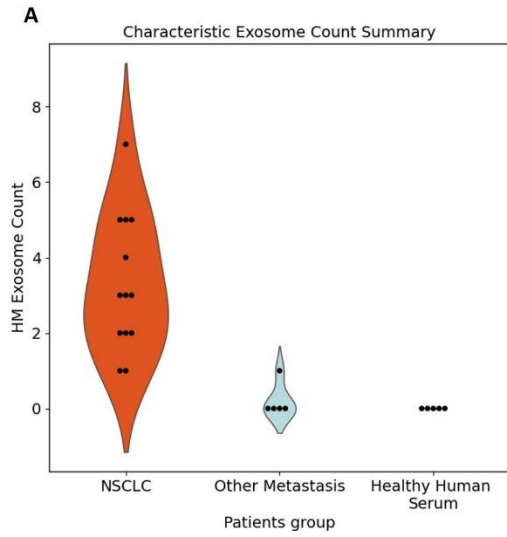 A
Characteristic Exosome Count Summary
8
6
4
2
0
HM Exosome Count
NSCLC
Other Metastasis
Healthy Human
Serum
Patients group